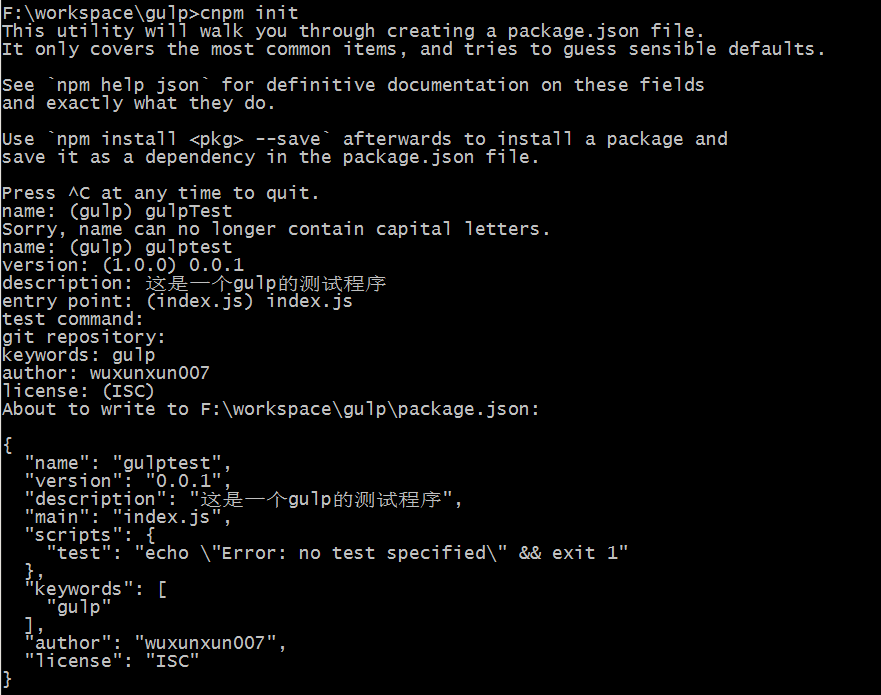 F:\workspace\gulp>cnpm init
This utility will walk you through creating a package.json file.
It only covers the most common items, and tries to guess sensible defaults.

See `npm help json` for definitive documentation on these fields
and exactly what they do.

Use `npm install <pkg> --save` afterwards to install a package and
save it as a dependency in the package.json file.

Press ^C at any time to quit.
name: (gulp) gulpTest
Sorry, name can no longer contain capital letters.
name: (gulp) gulptest
version: (1.0.0) 0.0.1
description: 这是一个gulp的测试程序
entry point: (index.js) index.js
test command:
git repository:
keywords: gulp
author: wuxunxun007
license: (ISC)
About to write to F:\workspace\gulp\package.json:

{
  "name": "gulptest",
  "version": "0.0.1",
  "description": "这是一个gulp的测试程序",
  "main": "index.js",
  "scripts": {
    "test": "echo \"Error: no test specified\" && exit 1"
  },
  "keywords": [
    "gulp"
  ],
  "author": "wuxunxun007",
  "license": "ISC"
}